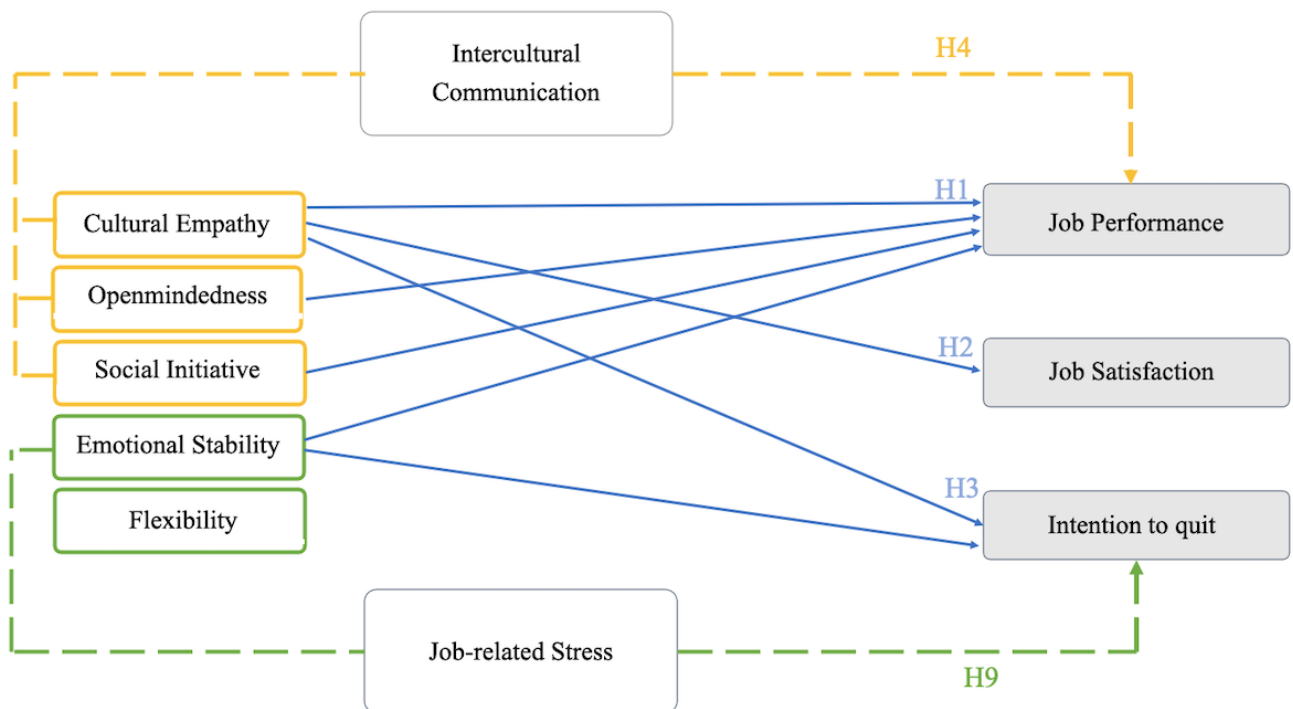 Intercultural
Communication
H4
Cultural Empathy
H1
Job Performance
Openmindedness
Social Initiative
H2
Job Satisfaction
Emotional Stability
H3
Flexibility
Intention to quit
Job-related Stress
H9